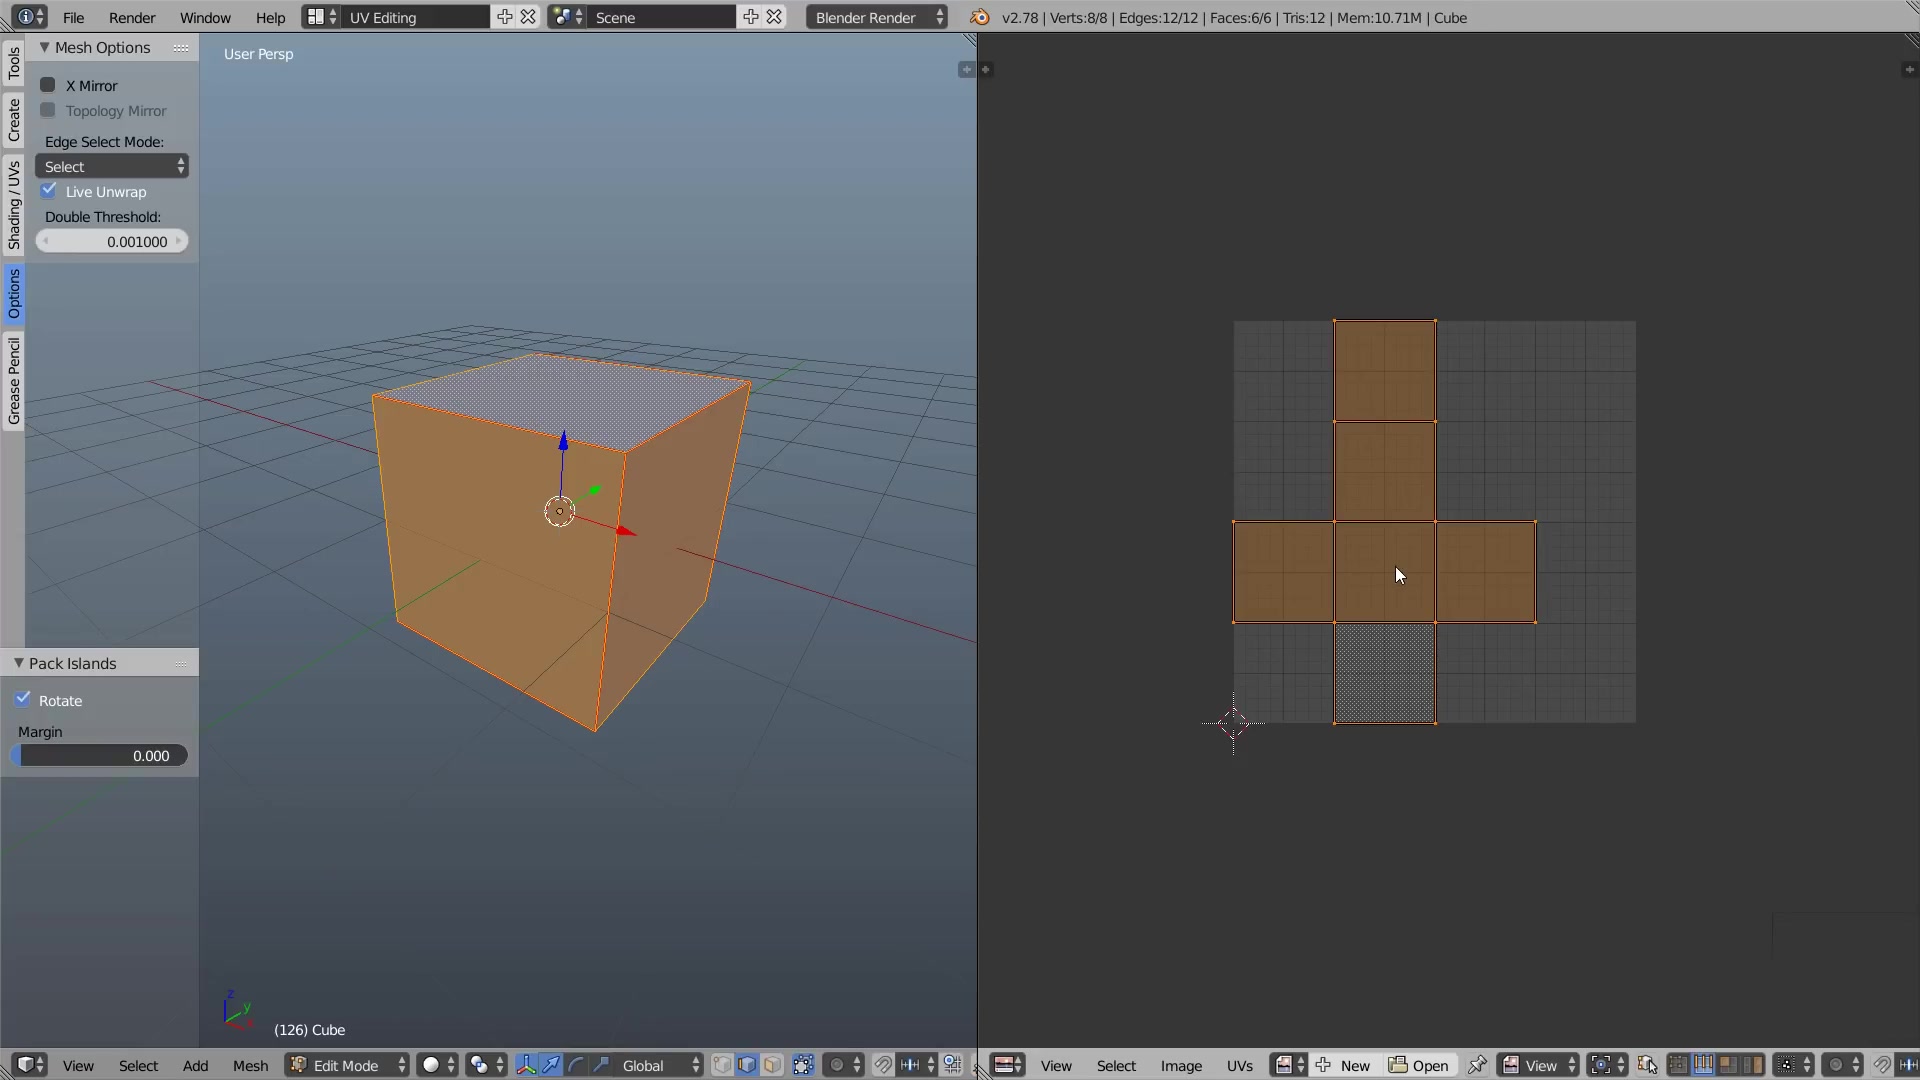 File Render Window Help UV Editing Scene Blender Render v2.78 | Verts:8/8 | Edges:12/12 | Faces:6/6 | Tris:12 | Mem:10.71M | Cube
Tools
Create
Shading / UVs
Options
Grease Pencil
Mesh Options
X Mirror
Topology Mirror
Edge Select Mode:
Select
Live Unwrap
Double Threshold:
0.001000
Pack Islands
Rotate
Margin
0.000
User Persp
z
y
x
(126) Cube
View Select Add Mesh Edit Mode Global
View Select Image UVs New Open View